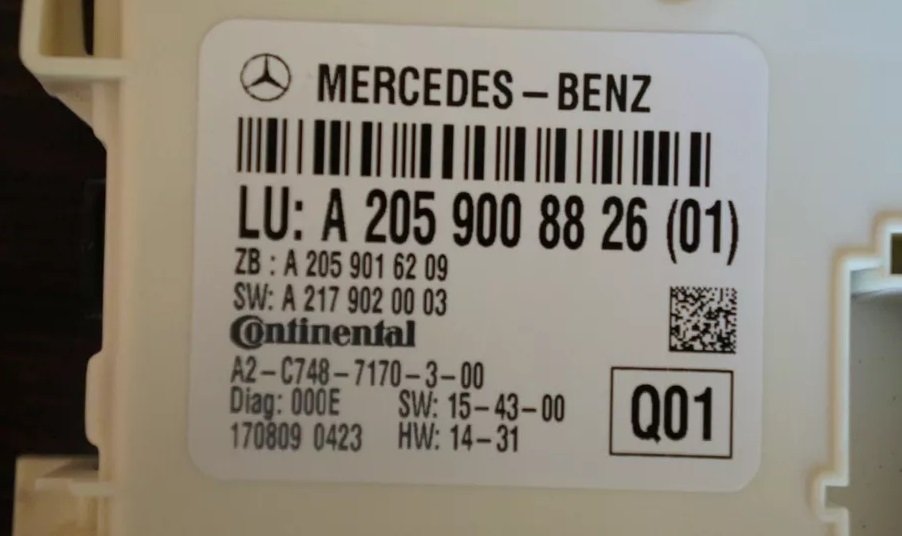 MERCEDES-BENZ
LU: A 205 900 88 26 (01)
ZB : A 205 901 62 09
SW: A 217 902 00 03
Continental
A2-C748-7170-3-00
Diag: 000E SW: 15-43-00
170809 0423 HW: 14-31
Q01